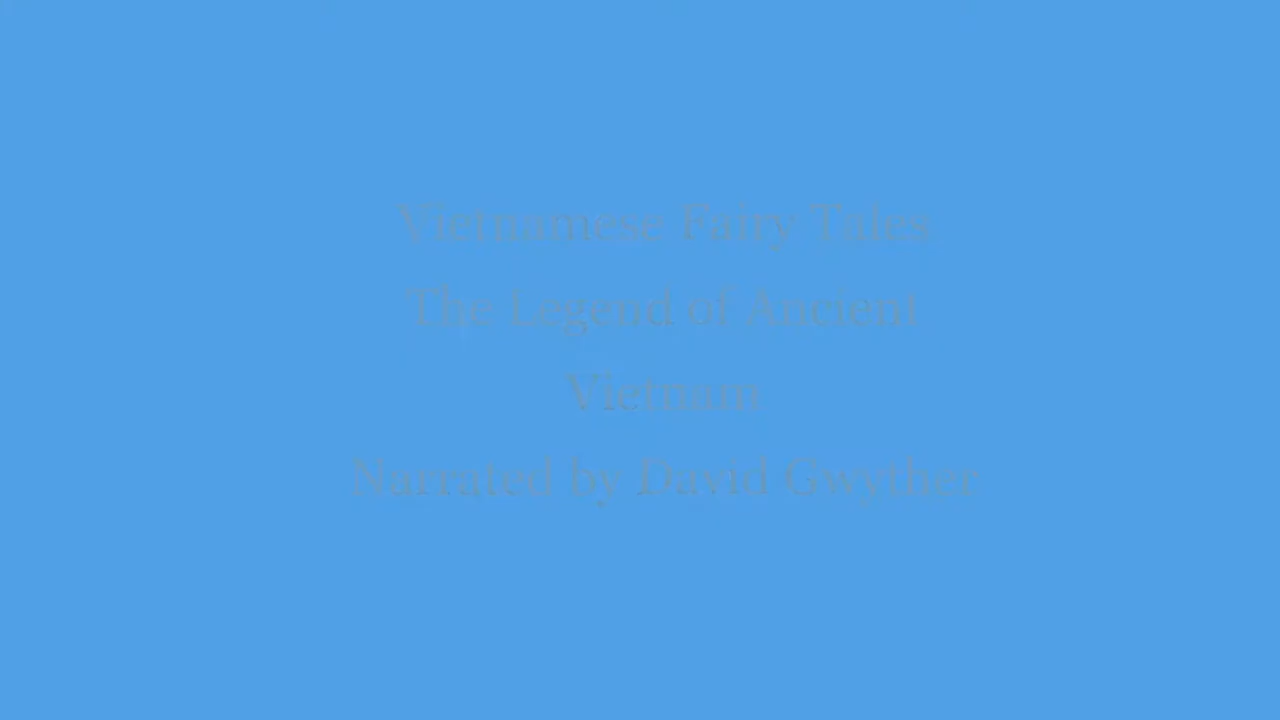 Vietnamese Fairy Tales
The Legend of Ancient
Vietnam
Narrated by David Gwyther